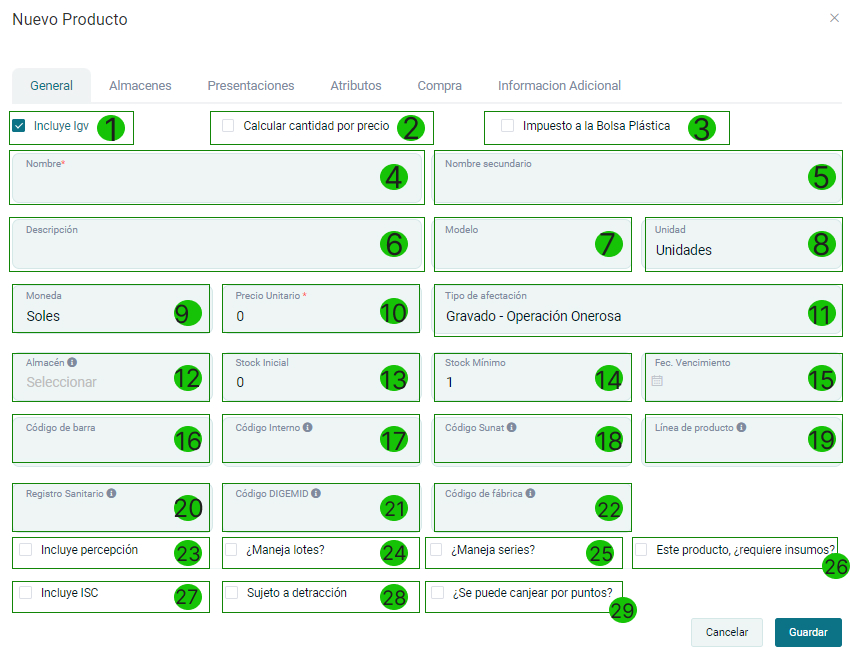 Nuevo Producto
General Almacenes Presentaciones Atributos Compra Informacion Adicional
Incluye Igv 1 Calcular cantidad por precio 2 Impuesto a la Bolsa Plástica 3
Nombre* 4 Nombre secundario 5
Descripción 6 Modelo 7 Unidad 8
Unidades
Moneda 9 Precio Unitario * 10 Tipo de afectación 11
Soles 0 Gravado - Operación Onerosa
Almacén 12 Stock Inicial 13 Stock Mínimo 14 Fec. Vencimiento 15
Seleccionar 0 1
Código de barra 16 Código Interno 17 Código Sunat 18 Línea de producto 19
Registro Sanitario 20 Código DIGEMID 21 Código de fábrica 22
Incluye percepción 23 ¿Maneja lotes? 24 ¿Maneja series? 25 Este producto, ¿requiere insumos? 26
Incluye ISC 27 Sujeto a detracción 28 ¿Se puede canjear por puntos? 29
Cancelar Guardar